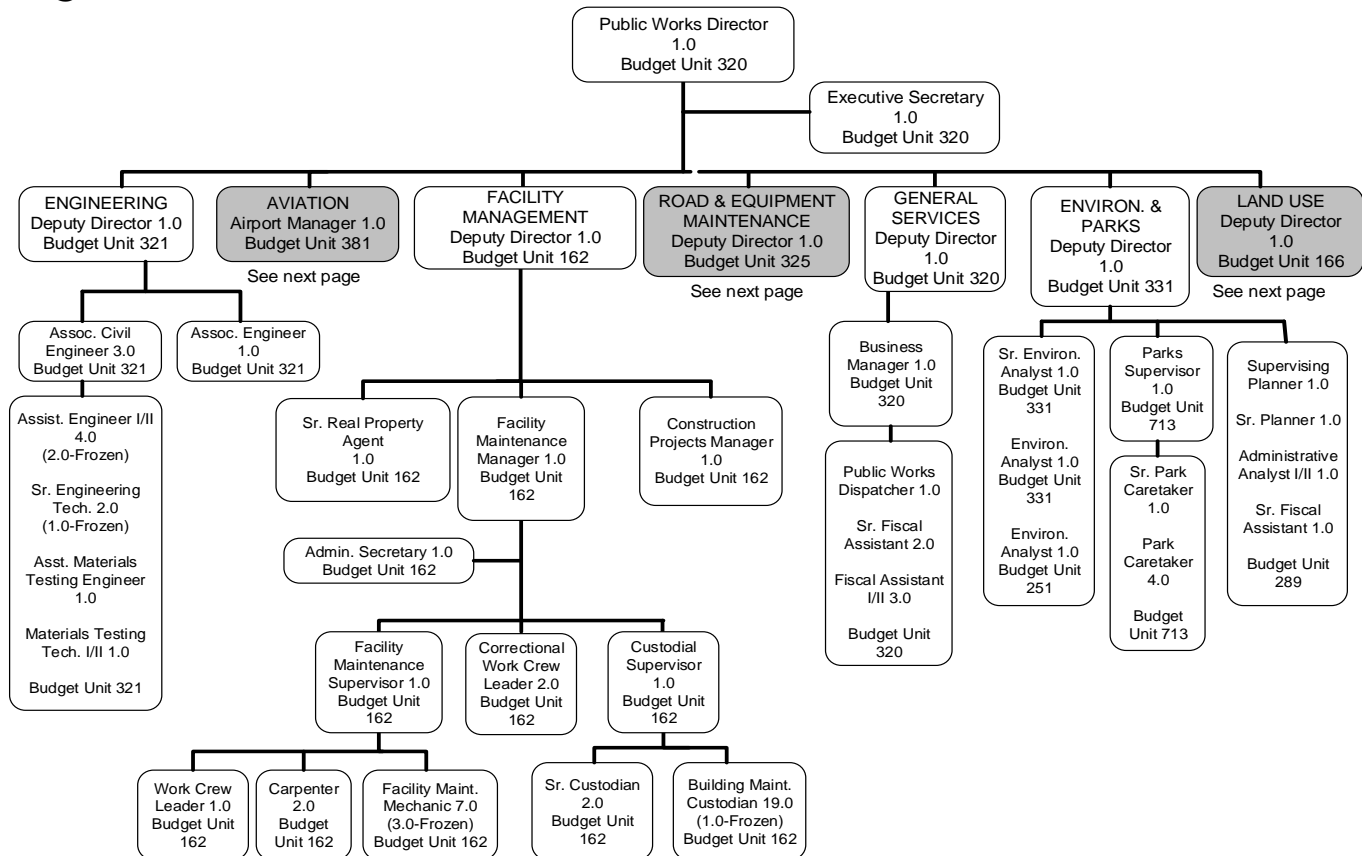 Public Works Director
1.0
Budget Unit 320
Executive Secretary
1.0
Budget Unit 320
ENGINEERING
Deputy Director 1.0
Budget Unit 321
AVIATION
Airport Manager 1.0
Budget Unit 381
See next page
FACILITY
MANAGEMENT
Deputy Director 1.0
Budget Unit 162
ROAD & EQUIPMENT
MAINTENANCE
Deputy Director 1.0
Budget Unit 325
See next page
GENERAL
SERVICES
Deputy Director
1.0
Budget Unit 320
ENVIRON. &
PARKS
Deputy Director
1.0
Budget Unit 331
LAND USE
Deputy Director
1.0
Budget Unit 166
See next page
Assoc. Civil
Engineer 3.0
Budget Unit 321
Assoc. Engineer
1.0
Budget Unit 321
Assist. Engineer I/II
4.0
(2.0-Frozen)
Sr. Engineering
Tech. 2.0
(1.0-Frozen)
Asst. Materials
Testing Engineer
1.0
Materials Testing
Tech. I/II 1.0
Budget Unit 321
Sr. Real Property
Agent
1.0
Budget Unit 162
Facility
Maintenance
Manager 1.0
Budget Unit
162
Construction
Projects Manager
1.0
Budget Unit 162
Admin. Secretary 1.0
Budget Unit 162
Facility
Maintenance
Supervisor 1.0
Budget Unit
162
Correctional
Work Crew
Leader 2.0
Budget Unit
162
Custodial
Supervisor
1.0
Budget Unit
162
Work Crew
Leader 1.0
Budget Unit
162
Carpenter
2.0
Budget
Unit 162
Facility Maint.
Mechanic 7.0
(3.0-Frozen)
Budget Unit 162
Sr. Custodian
2.0
Budget Unit
162
Building Maint.
Custodian 19.0
(1.0-Frozen)
Budget Unit 162
Business
Manager 1.0
Budget Unit
320
Public Works
Dispatcher 1.0
Sr. Fiscal
Assistant 2.0
Fiscal Assistant
I/II 3.0
Budget Unit
320
Sr. Environ.
Analyst 1.0
Budget Unit
331
Environ.
Analyst 1.0
Budget Unit
331
Environ.
Analyst 1.0
Budget Unit
251
Parks
Supervisor
1.0
Budget Unit
713
Sr. Park
Caretaker
1.0
Park
Caretaker
4.0
Budget
Unit 713
Supervising
Planner 1.0
Sr. Planner 1.0
Administrative
Analyst I/II 1.0
Sr. Fiscal
Assistant 1.0
Budget Unit
289